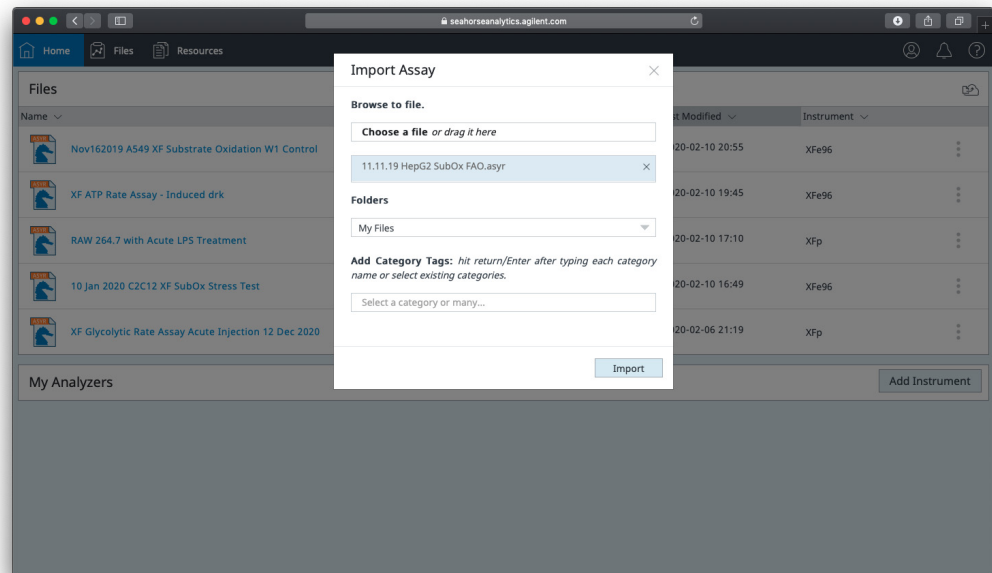 seahorseanalytics.agilent.com
Home
Files
Resources
Files
Name
st Modified
Instrument
Nov162019 A549 XF Substrate Oxidation W1 Control
020-02-10 20:55
XFe96
XF ATP Rate Assay - Induced drk
020-02-10 19:45
XFe96
RAW 264.7 with Acute LPS Treatment
020-02-10 17:10
XFp
10 Jan 2020 C2C12 XF SubOx Stress Test
020-02-10 16:49
XFe96
XF Glycolytic Rate Assay Acute Injection 12 Dec 2020
020-02-06 21:19
XFp
My Analyzers
Add Instrument
Import Assay
Browse to file.
Choose a file or drag it here
11.11.19 HepG2 SubOx FAO.asyr
Folders
My Files
Add Category Tags: hit return/Enter after typing each category
name or select existing categories.
Select a category or many...
Import